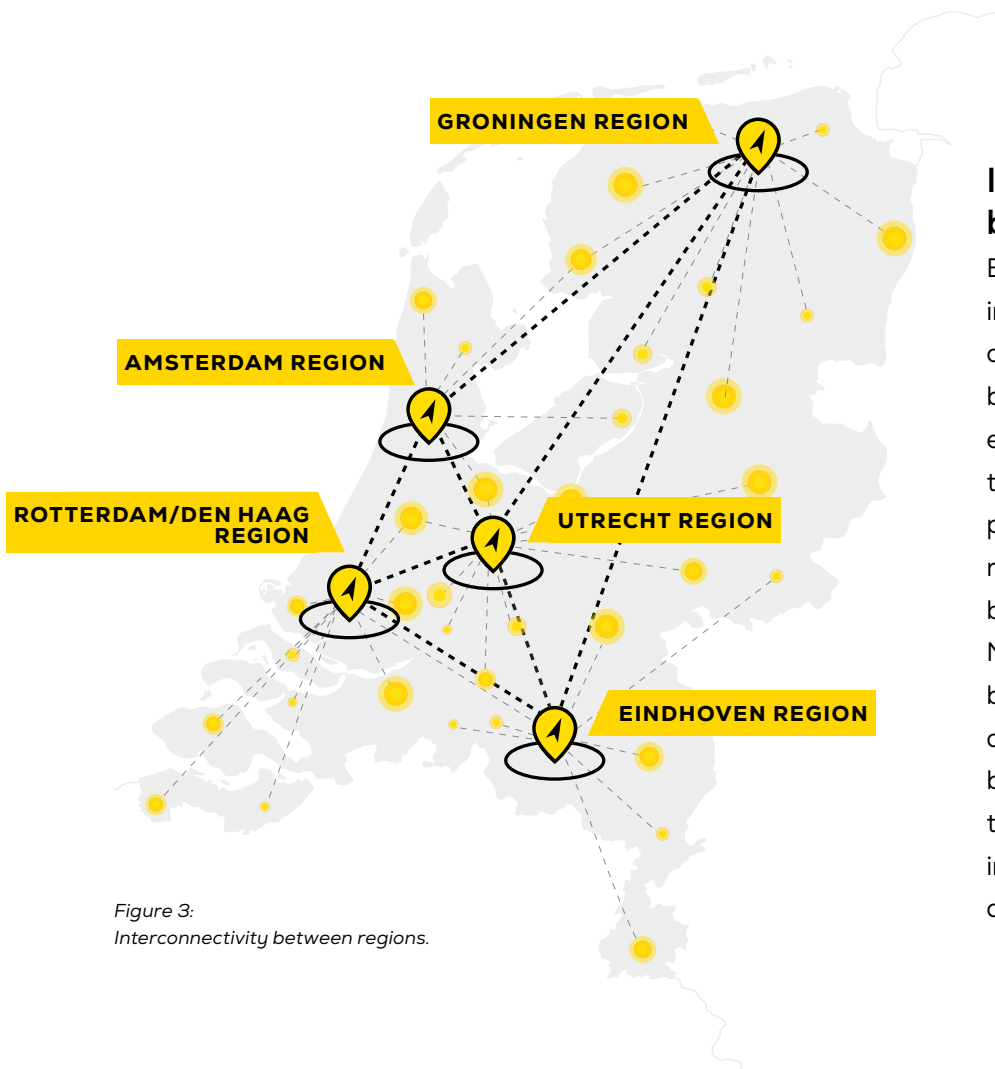 GRONINGEN REGION
AMSTERDAM REGION
ROTTERDAM/DEN HAAG
REGION
UTRECHT REGION
EINDHOVEN REGION
Figure 3:
Interconnectivity between regions.